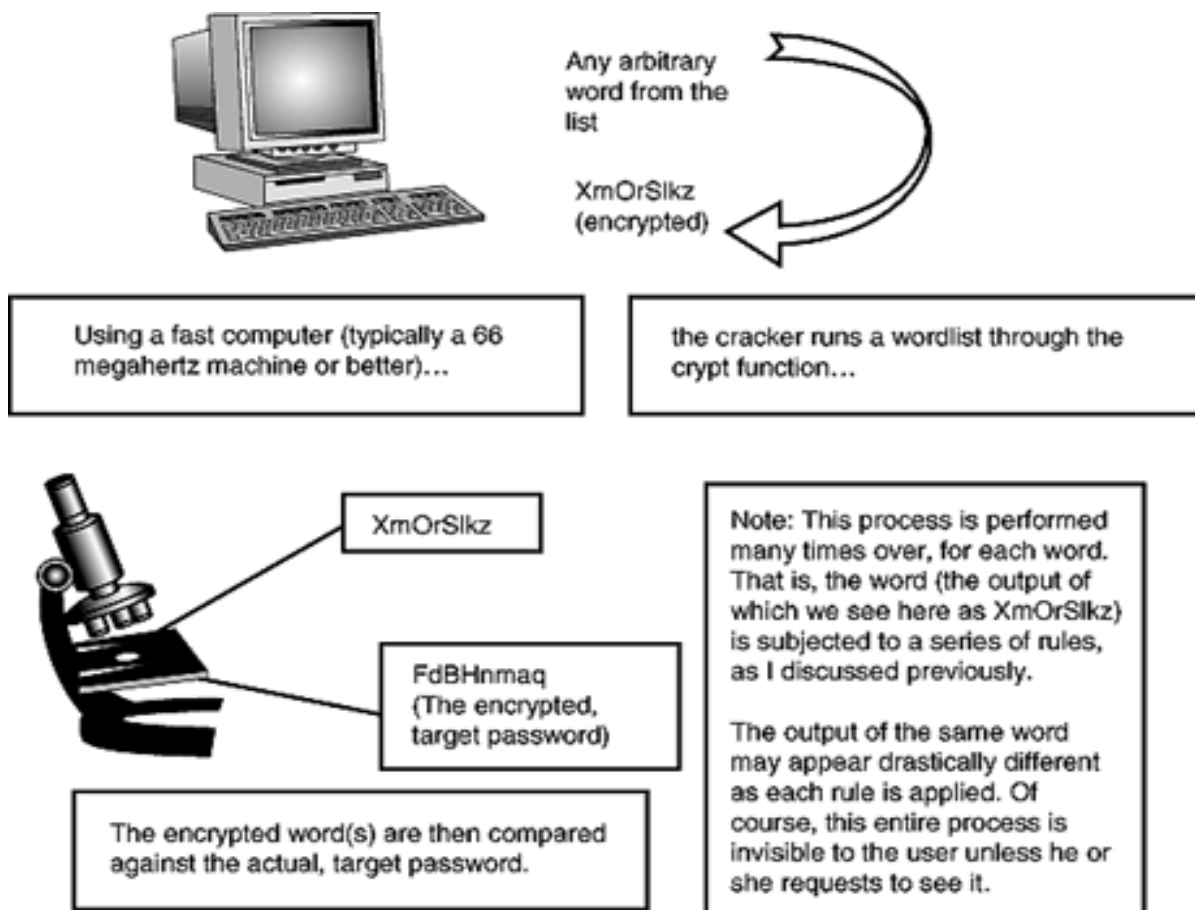 Any arbitrary
word from the
list
XmOrSlkz
(encrypted)
Using a fast computer (typically a 66
megahertz machine or better)...
the cracker runs a wordlist through the
crypt function...
XmOrSlkz
FdBHnmaq
(The encrypted,
target password)
The encrypted word(s) are then compared
against the actual, target password.
Note: This process is performed
many times over, for each word.
That is, the word (the output of
which we see here as XmOrSlkz)
is subjected to a series of rules,
as I discussed previously.
The output of the same word
may appear drastically different
as each rule is applied. Of
course, this entire process is
invisible to the user unless he or
she requests to see it.